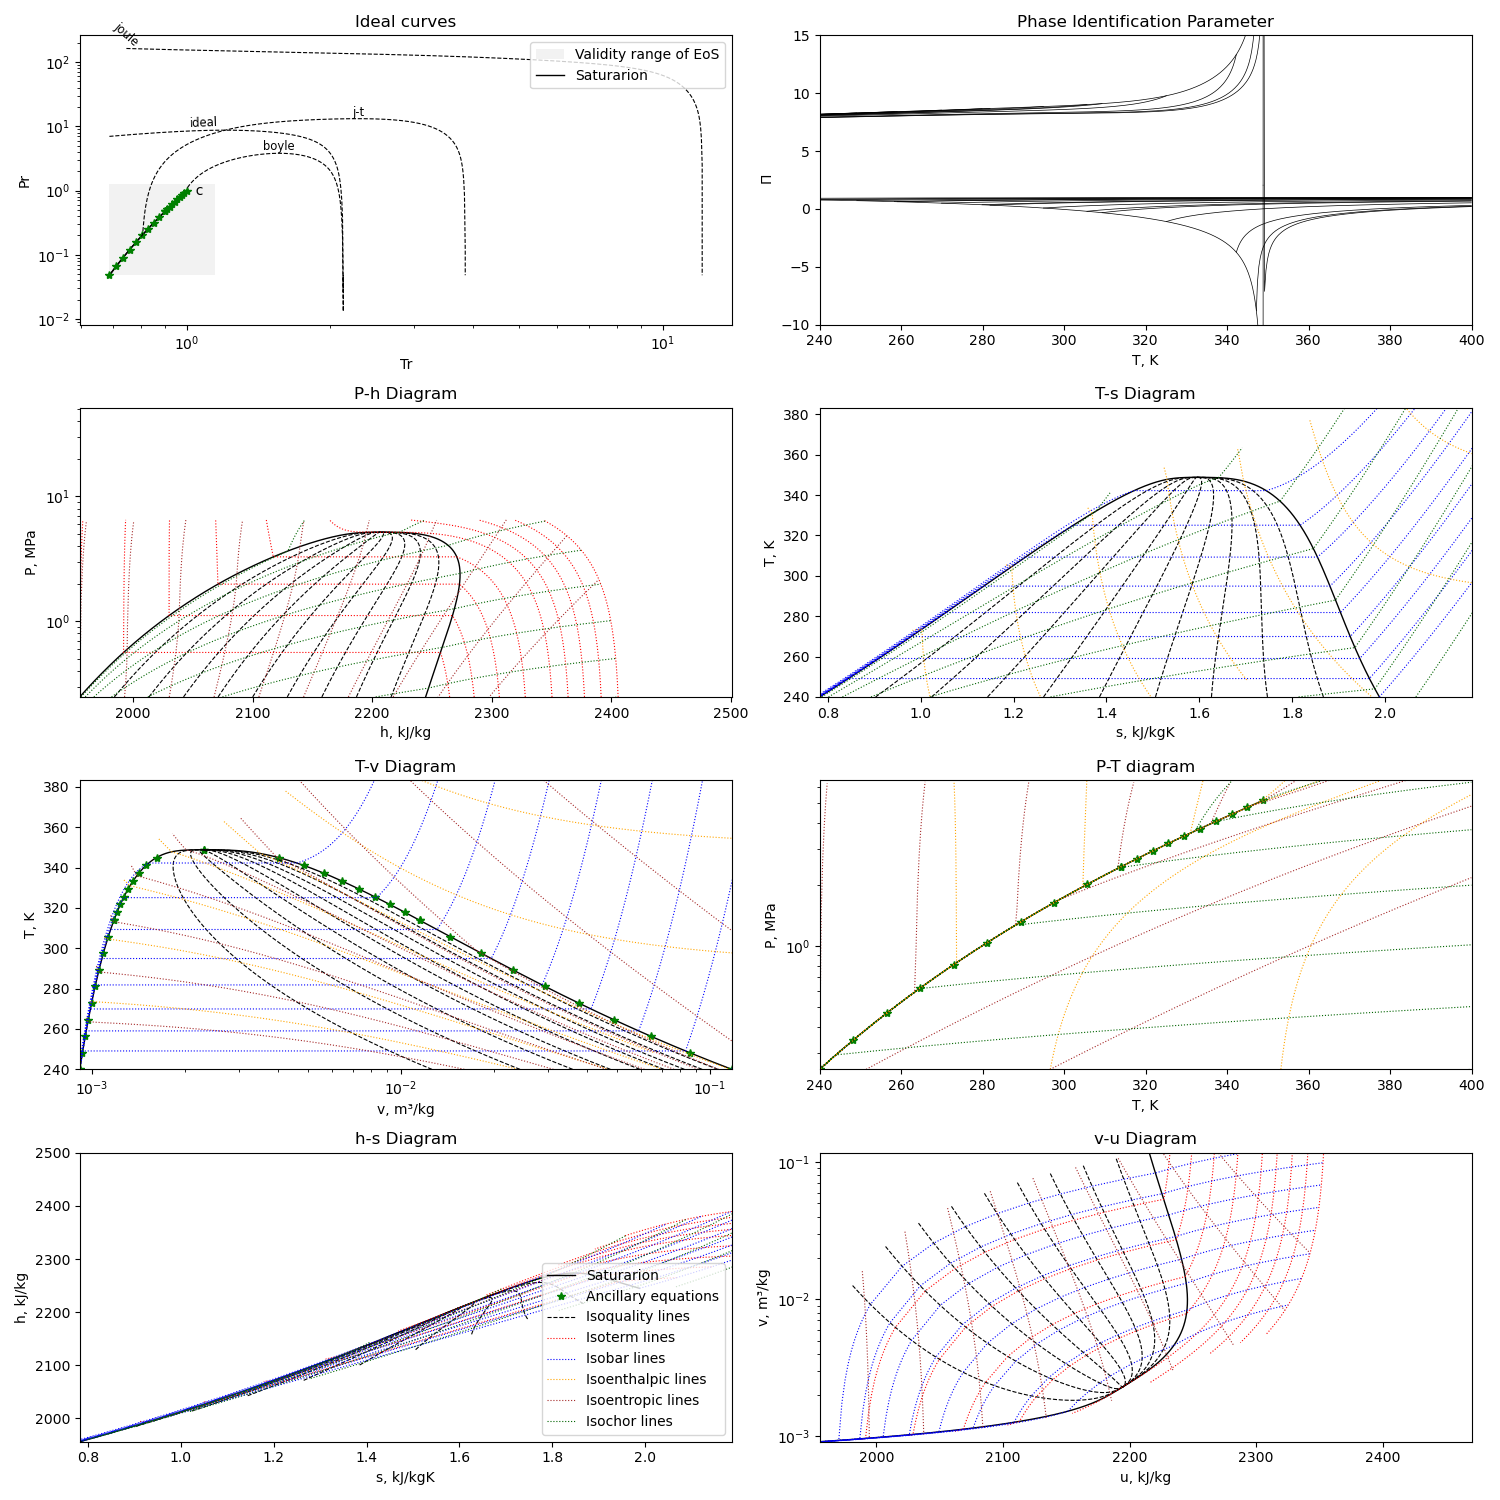 Ideal curves
Pr
10²
10¹
10⁰
10⁻¹
10⁻²
joule
ideal
j-t
boyle
c
Validity range of EoS
Saturarion
10⁰
10¹
Tr
Phase Identification Parameter
Π
15
10
5
0
−5
−10
240
260
280
300
320
340
360
380
400
T, K
P-h Diagram
P, MPa
10¹
10⁰
2000
2100
2200
2300
2400
2500
h, kJ/kg
T-s Diagram
T, K
380
360
340
320
300
280
260
240
0.8
1.0
1.2
1.4
1.6
1.8
2.0
s, kJ/kgK
T-v Diagram
T, K
380
360
340
320
300
280
260
240
10⁻³
10⁻²
10⁻¹
v, m³/kg
P-T diagram
P, MPa
10⁰
240
260
280
300
320
340
360
380
400
T, K
h-s Diagram
h, kJ/kg
2500
2400
2300
2200
2100
2000
Saturarion
Ancillary equations
Isoquality lines
Isoterm lines
Isobar lines
Isoenthalpic lines
Isoentropic lines
Isochor lines
0.8
1.0
1.2
1.4
1.6
1.8
2.0
s, kJ/kgK
v-u Diagram
v, m³/kg
10⁻¹
10⁻²
10⁻³
2000
2100
2200
2300
2400
u, kJ/kg